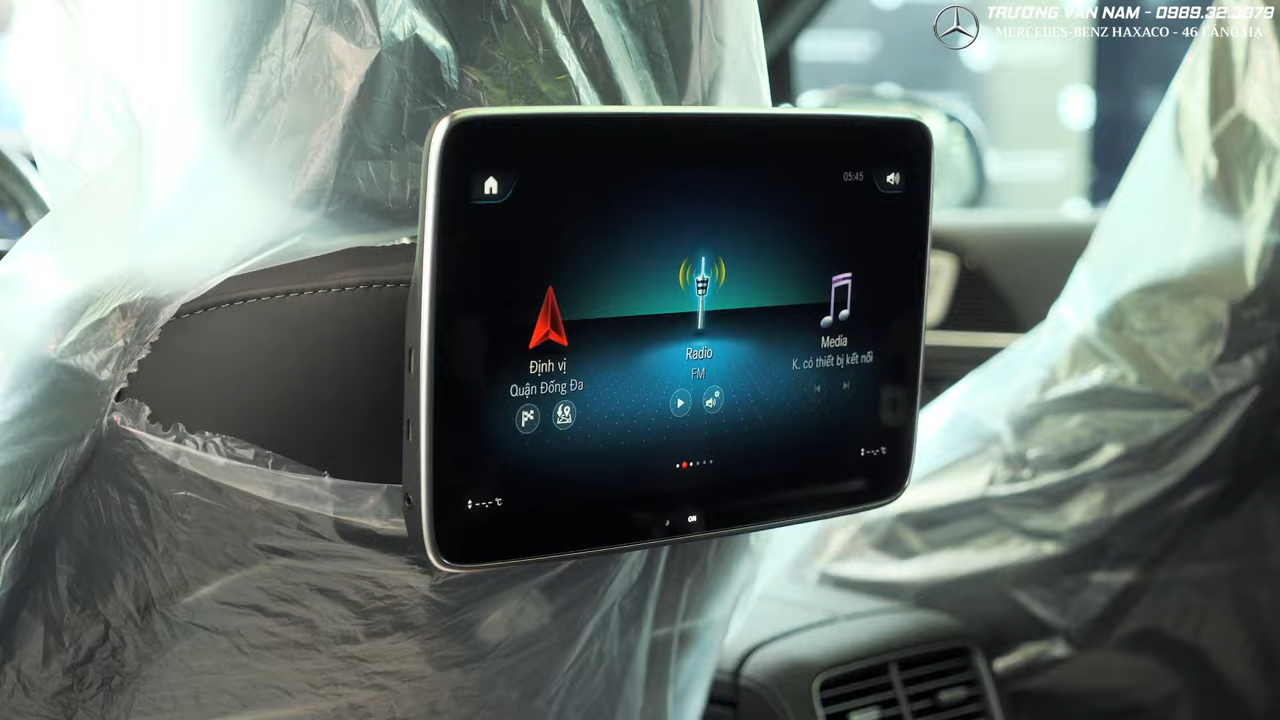 TRƯƠNG VĂN NAM - 0989.32.3979
MERCEDES-BENZ HAXACO - 46 LÁNG HẠ
05:45
Định vị
Quận Đống Đa
Radio
FM
Media
K. có thiết bị kết nối
--.- °C
--.- °C
ON